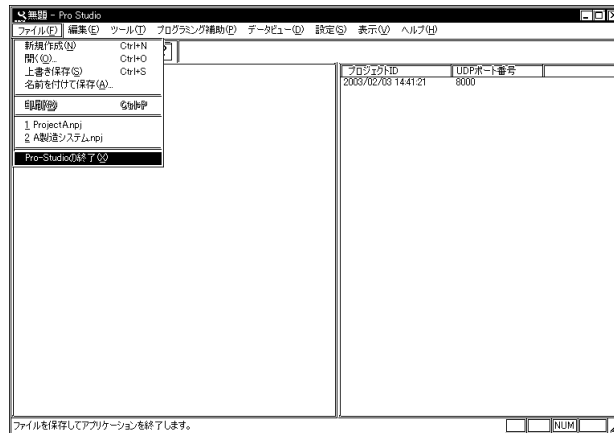 無題 - Pro Studio
ファイル(F) 編集(E) ツール(T) プログラミング補助(P) データビュー(D) 設定(S) 表示(V) ヘルプ(H)
新規作成(N) Ctrl+N
開く(O)... Ctrl+O
上書き保存(S) Ctrl+S
名前を付けて保存(A)...
印刷(P) Ctrl+P
1 ProjectA.npj
2 A製造システム.npj
Pro-Studioの終了(X)
プロジェクトID UDPポート番号
2003/02/03 14:41:21 8000
ファイルを保存してアプリケーションを終了します。 NUM